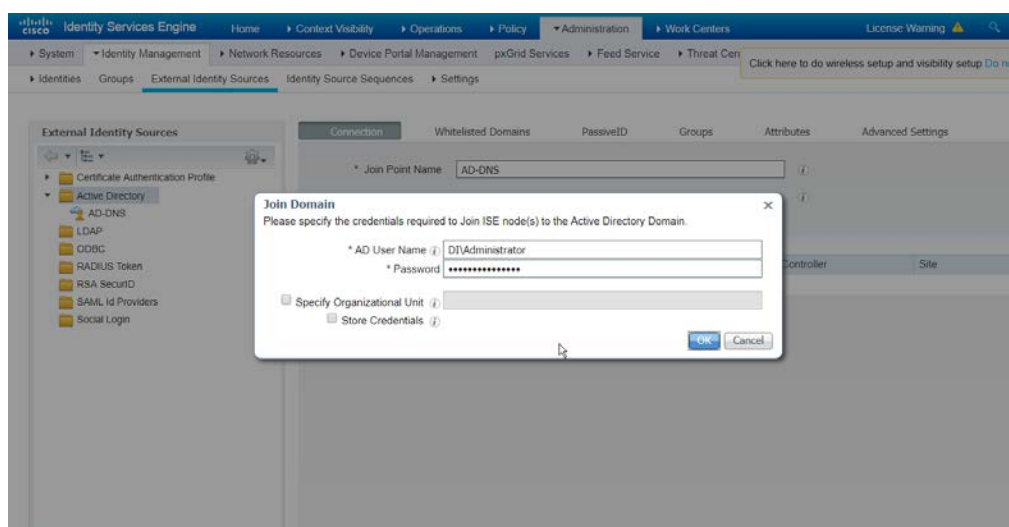 cisco Identity Services Engine Home Context Visibility Operations Policy Administration Work Centers License Warning
System Identity Management Network Resources Device Portal Management pxGrid Services Feed Service Threat Cen
Click here to do wireless setup and visibility setup Do n
Identities Groups External Identity Sources Identity Source Sequences Settings
External Identity Sources
Certificate Authentication Profile
Active Directory
AD-DNS
LDAP
ODBC
RADIUS Token
RSA SecurID
SAML Id Providers
Social Login
Connection Whitelisted Domains PassiveID Groups Attributes Advanced Settings
* Join Point Name AD-DNS
Controller Site
Join Domain
Please specify the credentials required to Join ISE node(s) to the Active Directory Domain.
* AD User Name DI\Administrator
* Password •••••••••••••••
Specify Organizational Unit
Store Credentials
OK Cancel